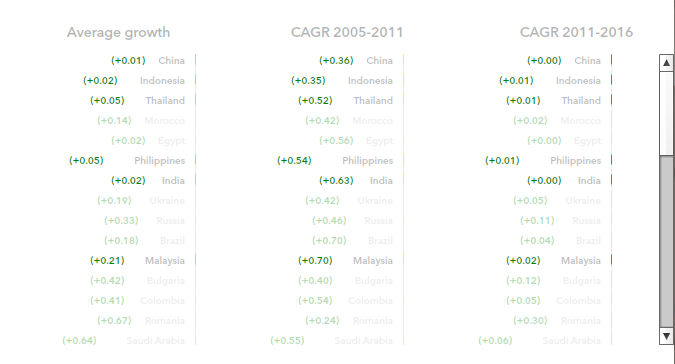 Average growth CAGR 2005-2011 CAGR 2011-2016
(+0.01) China (+0.36) China (+0.00) China
(+0.02) Indonesia (+0.35) Indonesia (+0.01) Indonesia
(+0.05) Thailand (+0.52) Thailand (+0.01) Thailand
(+0.14) Morocco (+0.42) Morocco (+0.02) Morocco
(+0.02) Egypt (+0.56) Egypt (+0.00) Egypt
(+0.05) Philippines (+0.54) Philippines (+0.01) Philippines
(+0.02) India (+0.63) India (+0.00) India
(+0.19) Ukraine (+0.42) Ukraine (+0.05) Ukraine
(+0.33) Russia (+0.46) Russia (+0.11) Russia
(+0.18) Brazil (+0.70) Brazil (+0.04) Brazil
(+0.21) Malaysia (+0.70) Malaysia (+0.02) Malaysia
(+0.42) Bulgaria (+0.40) Bulgaria (+0.12) Bulgaria
(+0.41) Colombia (+0.54) Colombia (+0.05) Colombia
(+0.67) Romania (+0.24) Romania (+0.30) Romania
(+0.64) Saudi Arabia (+0.55) Saudi Arabia (+0.06) Saudi Arabia